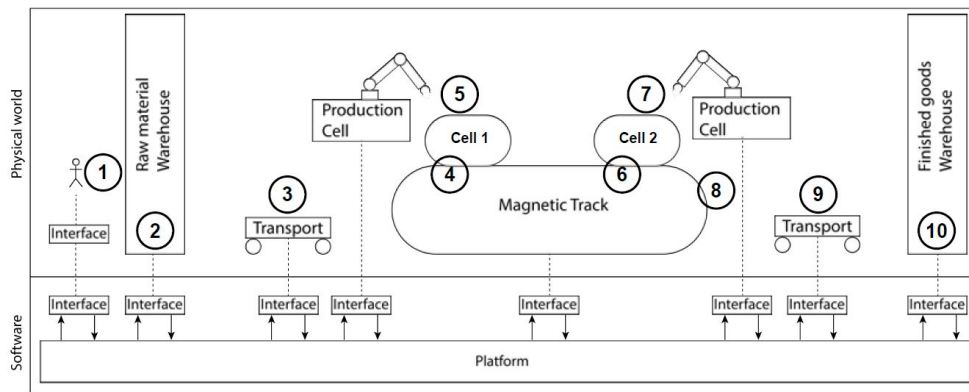 Physical world
1
Interface
Raw material
Warehouse
2
3
Transport
Production
Cell
5
Cell 1
4
Magnetic Track
7
Cell 2
6
8
Production
Cell
9
Transport
Finished goods
Warehouse
10
Software
Interface
Interface
Interface
Interface
Interface
Interface
Interface
Interface
Platform